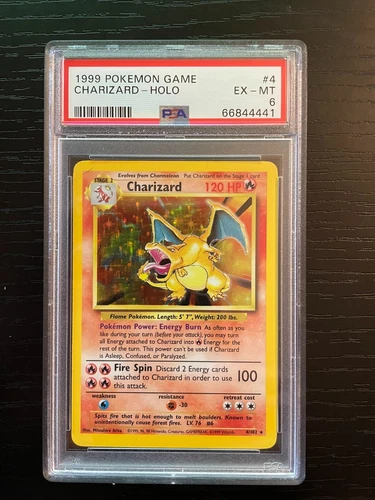 1999 POKEMON GAME #4
CHARIZARD - HOLO EX - MT
6
PSA 66844441
Evolves from Charmeleon Put Charizard on the Stage 1 card
STAGE 2
Charizard 120 HP
Flame Pokémon. Length: 5' 7", Weight: 200 lbs.
Pokémon Power: Energy Burn As often as you
like during your turn (before your attack), you may turn
all Energy attached to Charizard into Energy for
the rest of the turn. This power can't be used if Charizard
is Asleep, Confused, or Paralyzed.
Fire Spin Discard 2 Energy cards
attached to Charizard in order to use
this attack. 100
weakness resistance retreat cost
-30
Spits fire that is hot enough to melt boulders. Known to
unintentionally cause forest fires. LV. 76 #6
Illus. Mitsuhiro Arita 4/102